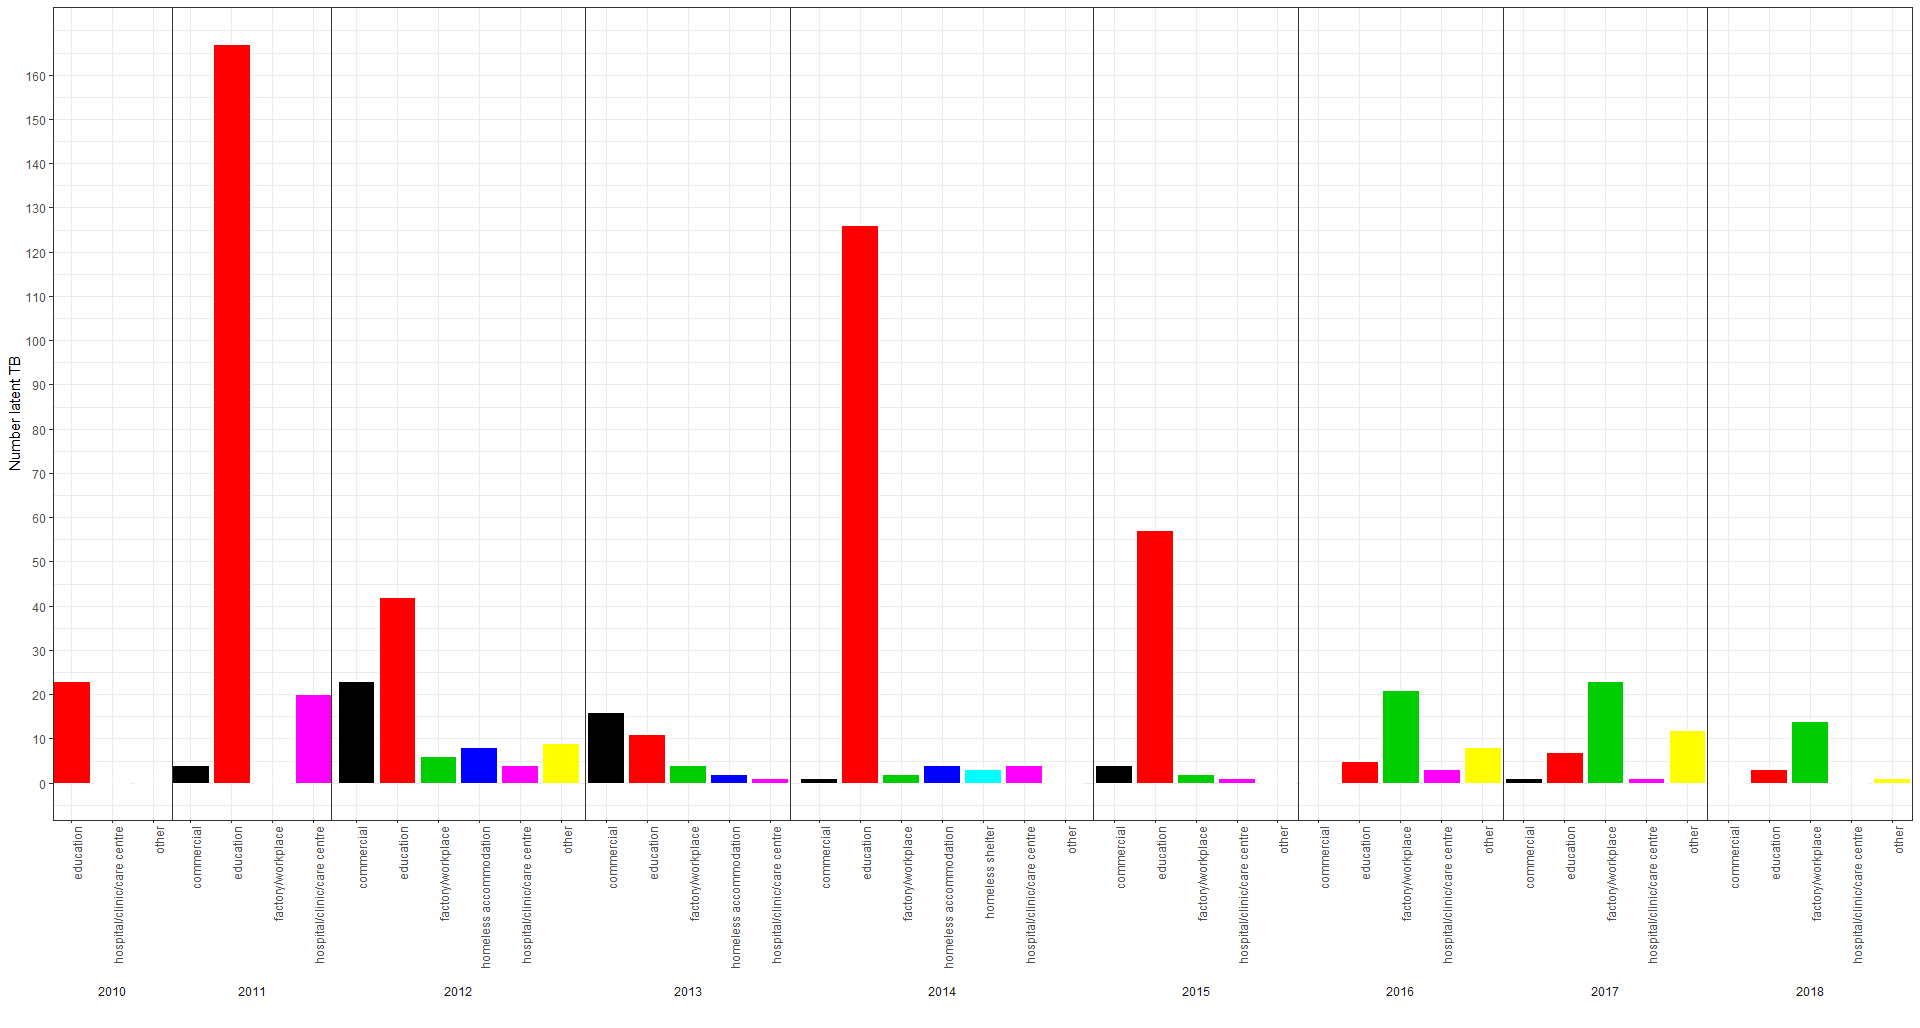 Number latent TB
160
150
140
130
120
110
100
90
80
70
60
50
40
30
20
10
0
education
hospital/clinic/care centre
other
commercial
education
factory/workplace
hospital/clinic/care centre
commercial
education
factory/workplace
homeless accommodation
hospital/clinic/care centre
other
commercial
education
factory/workplace
homeless accommodation
hospital/clinic/care centre
commercial
education
factory/workplace
homeless accommodation
homeless shelter
hospital/clinic/care centre
other
commercial
education
factory/workplace
hospital/clinic/care centre
other
commercial
education
factory/workplace
hospital/clinic/care centre
other
commercial
education
factory/workplace
hospital/clinic/care centre
other
commercial
education
factory/workplace
hospital/clinic/care centre
other
2010
2011
2012
2013
2014
2015
2016
2017
2018